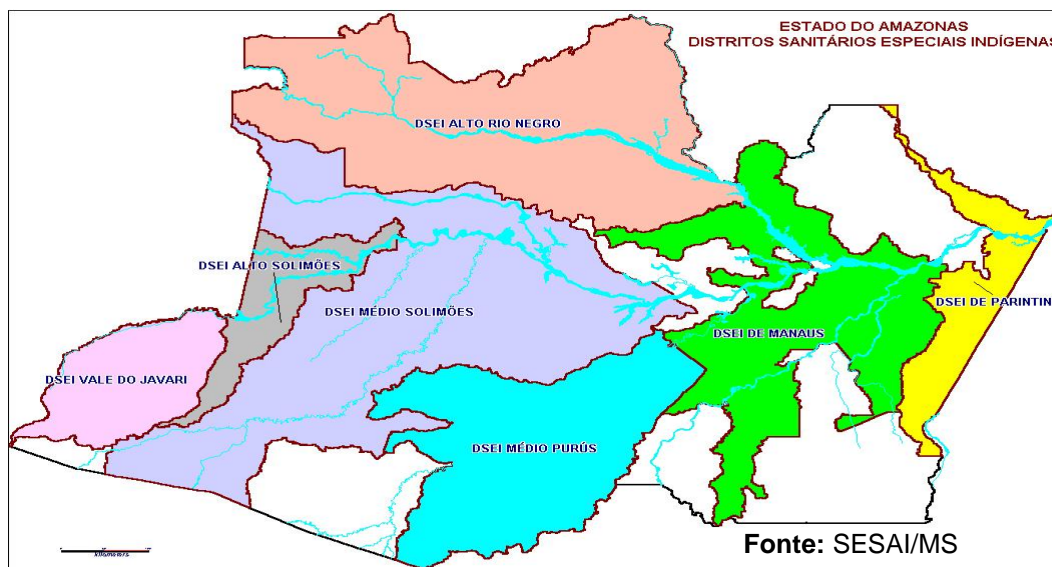 ESTADO DO AMAZONAS
DISTRITOS SANITÁRIOS ESPECIAIS INDÍGENAS
DSEI ALTO RIO NEGRO
DSEI ALTO SOLIMÕES
DSEI MÉDIO SOLIMÕES
DSEI DE PARINTIN
DSEI DE MANAUS
DSEI VALE DO JAVARI
DSEI MÉDIO PURÚS
Fonte: SESAI/MS